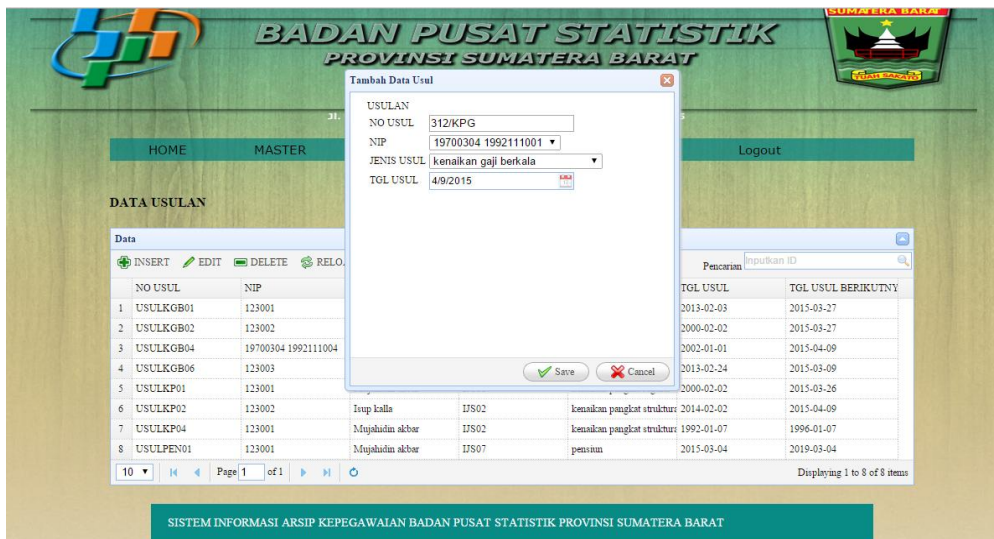 SUMATERA BARAT
BADAN PUSAT STATISTIK
PROVINSI SUMATERA BARAT
TUAH SAKATO
Tambah Data Usul
USULAN
NO USUL 312/KPG
NIP 19700304 1992111001
JENIS USUL kenaikan gaji berkala
TGL USUL 4/9/2015
Save Cancel
Jl.
HOME MASTER Logout
DATA USULAN
Data
INSERT EDIT DELETE RELO Pencarian Inputkan ID
NO USUL NIP TGL USUL TGL USUL BERIKUTNY
1 USULKGB01 123001 2013-02-03 2015-03-27
2 USULKGB02 123002 2000-02-02 2015-03-27
3 USULKGB04 19700304 1992111004 2002-01-01 2015-04-09
4 USULKGB06 123003 2013-02-24 2015-03-09
5 USULKP01 123001 2000-02-02 2015-03-26
6 USULKP02 123002 Isup kalla IJS02 kenaikan pangkat struktura 2014-02-02 2015-04-09
7 USULKP04 123001 Mujahidin akbar IJS02 kenaikan pangkat struktura 1992-01-07 1996-01-07
8 USULPEN01 123001 Mujahidin akbar IJS07 pensiun 2015-03-04 2019-03-04
10 Page 1 of 1 Displaying 1 to 8 of 8 items
SISTEM INFORMASI ARSIP KEPEGAWAIAN BADAN PUSAT STATISTIK PROVINSI SUMATERA BARAT